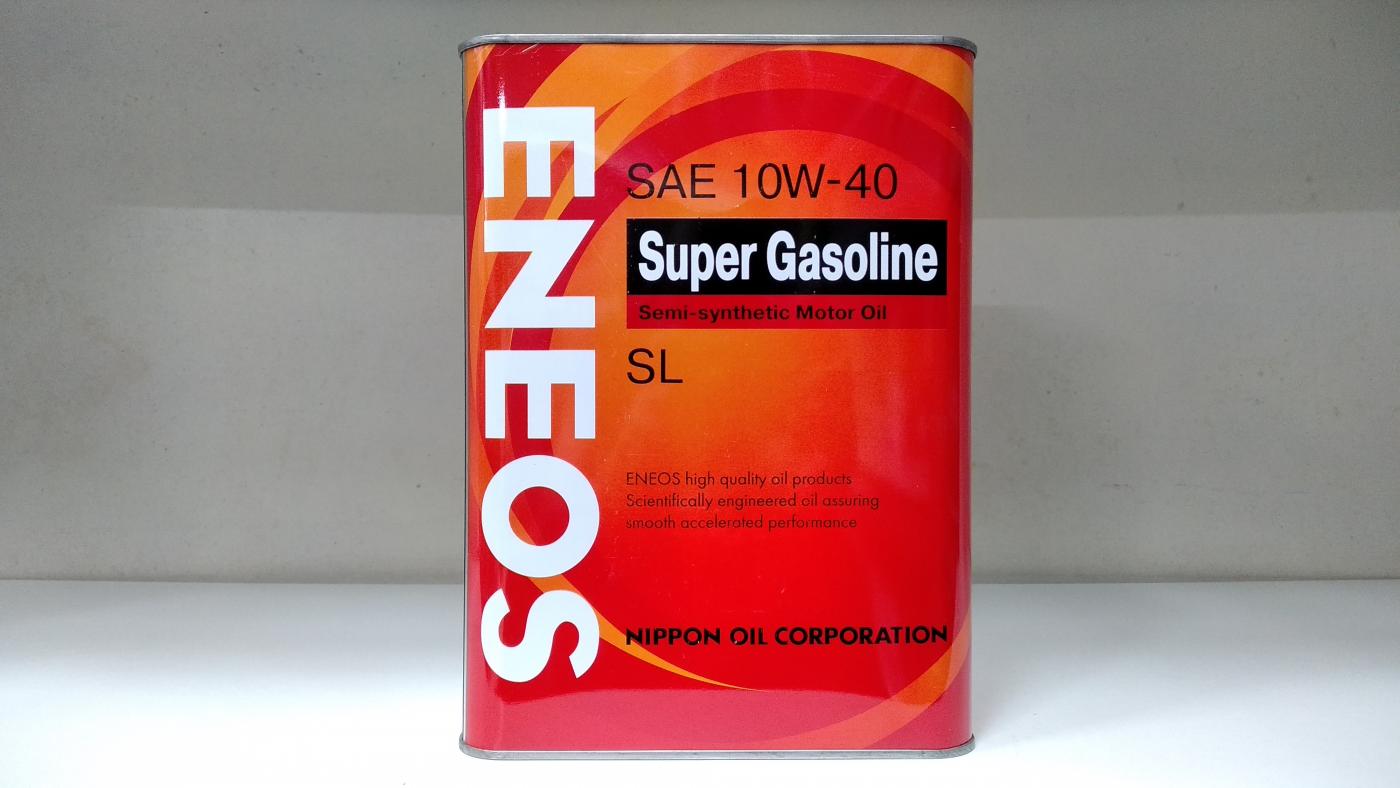 ENEOS
SAE 10W-40
Super Gasoline
Semi-synthetic Motor Oil
SL
ENEOS high quality oil products
Scientifically engineered oil assuring
smooth accelerated performance
NIPPON OIL CORPORATION